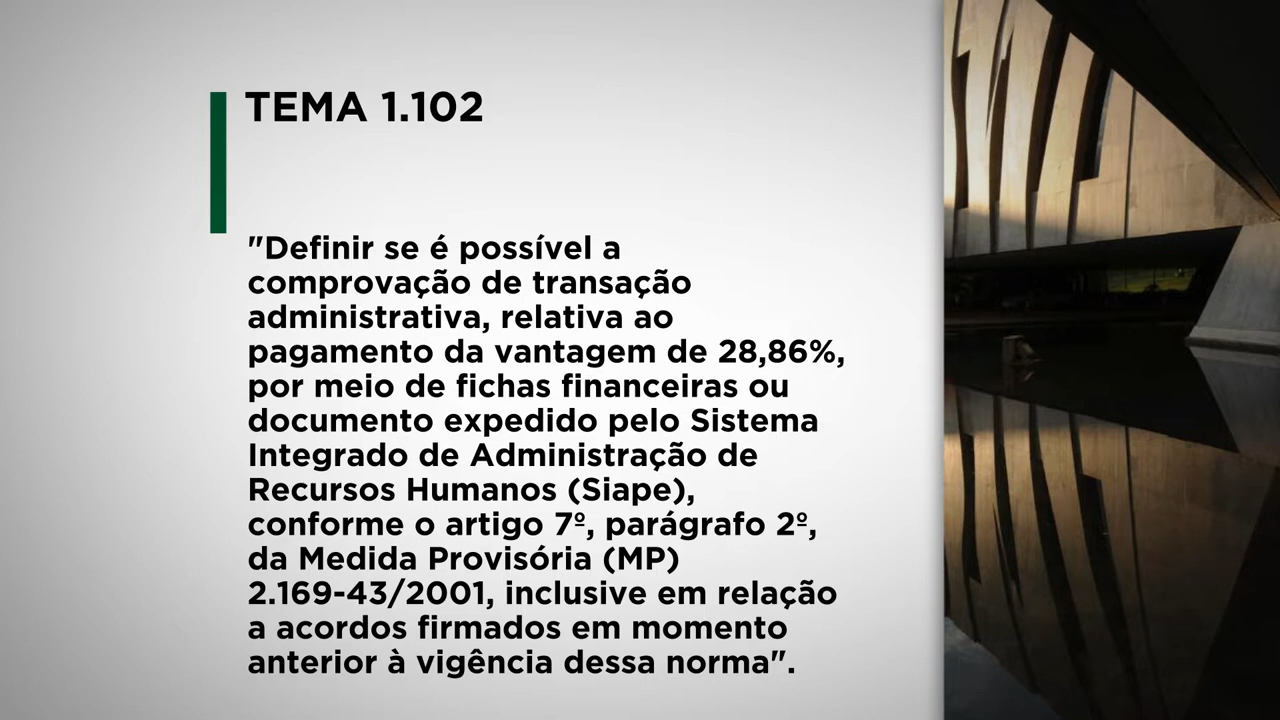 TEMA 1.102
"Definir se é possível a
comprovação de transação
administrativa, relativa ao
pagamento da vantagem de 28,86%,
por meio de fichas financeiras ou
documento expedido pelo Sistema
Integrado de Administração de
Recursos Humanos (Siape),
conforme o artigo 7º, parágrafo 2º,
da Medida Provisória (MP)
2.169-43/2001, inclusive em relação
a acordos firmados em momento
anterior à vigência dessa norma".